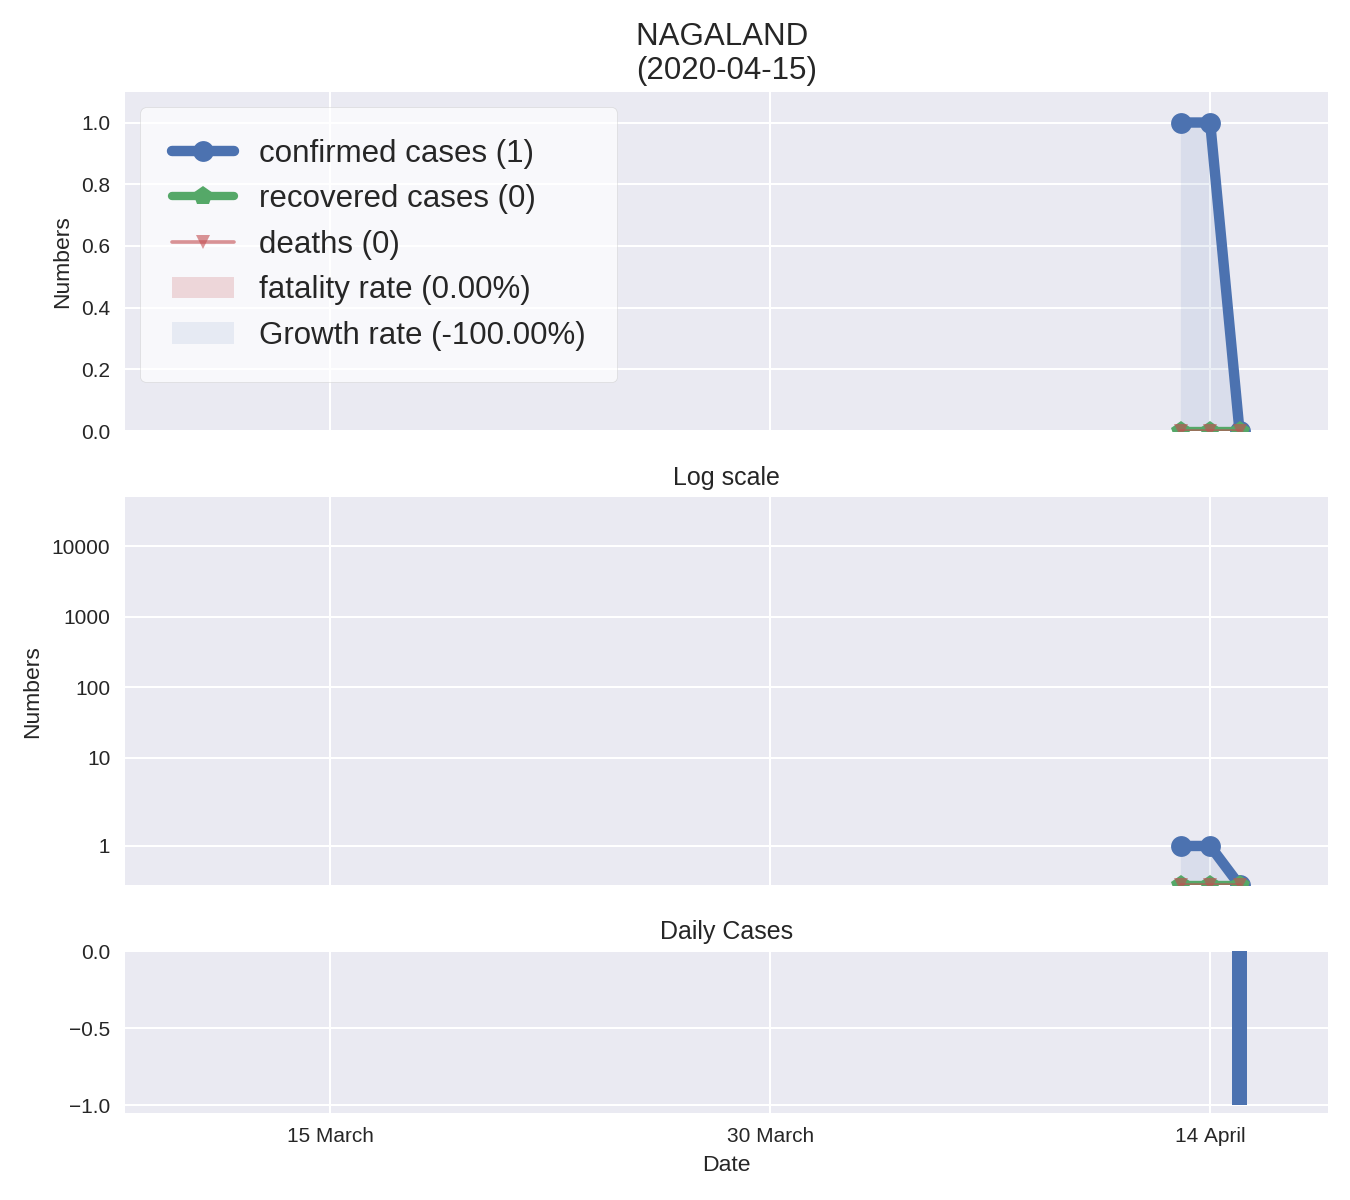 NAGALAND
(2020-04-15)
1.0
0.8
0.6
0.4
0.2
0.0
Numbers
confirmed cases (1)
recovered cases (0)
deaths (0)
fatality rate (0.00%)
Growth rate (-100.00%)
Log scale
10000
1000
100
10
1
Numbers
Daily Cases
0.0
−0.5
−1.0
15 March
30 March
14 April
Date